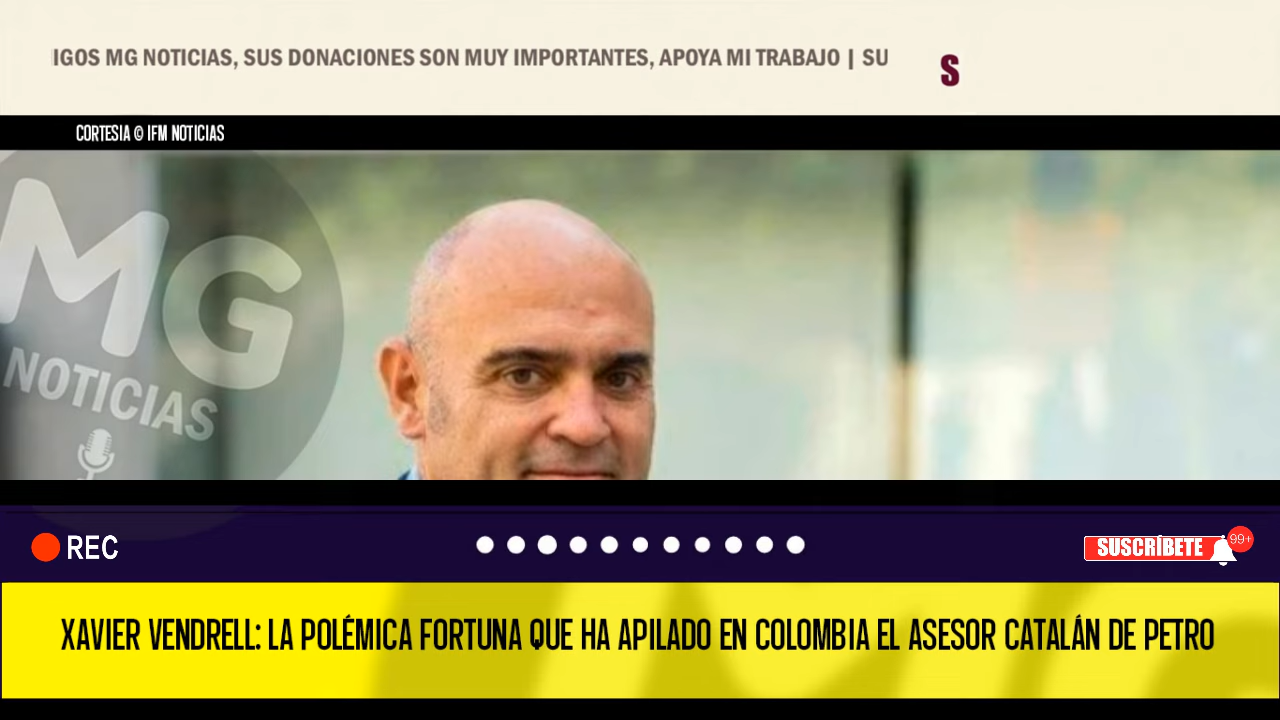 IGOS MG NOTICIAS, SUS DONACIONES SON MUY IMPORTANTES, APOYA MI TRABAJO | SU
S
CORTESIA © IFM NOTICIAS
MG
NOTICIAS
REC
SUSCRÍBETE
99+
XAVIER VENDRELL: LA POLÉMICA FORTUNA QUE HA APILADO EN COLOMBIA EL ASESOR CATALÁN DE PETRO